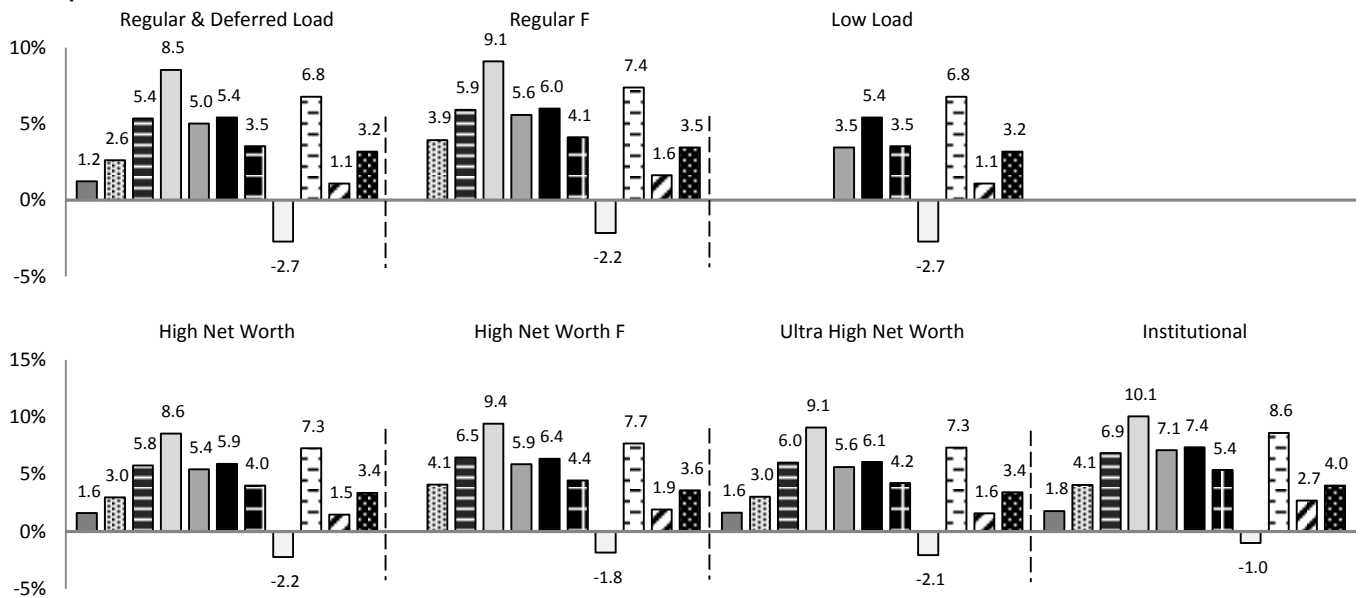 Regular & Deferred Load Regular F Low Load
10%
5%
0%
-5%
1.2 2.6 5.4 8.5 5.0 5.4 3.5 -2.7 6.8 1.1 3.2
3.9 5.9 9.1 5.6 6.0 4.1 -2.2 7.4 1.6 3.5
3.5 5.4 3.5 -2.7 6.8 1.1 3.2
High Net Worth High Net Worth F Ultra High Net Worth Institutional
15%
10%
5%
0%
-5%
1.6 3.0 5.8 8.6 5.4 5.9 4.0 -2.2 7.3 1.5 3.4
4.1 6.5 9.4 5.9 6.4 4.4 -1.8 7.7 1.9 3.6
1.6 3.0 6.0 9.1 5.6 6.1 4.2 -2.1 7.3 1.6 3.4
1.8 4.1 6.9 10.1 7.1 7.4 5.4 -1.0 8.6 2.7 4.0